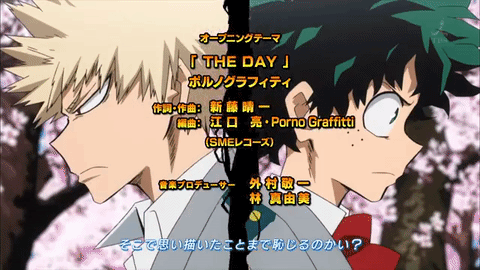 オープニングテーマ
「 THE DAY 」
ポルノグラフィティ
作詞・作曲: 新 藤 晴 一
編曲: 江 口 亮・Porno Graffitti
(SMEレコーズ)
音楽プロデューサー 外 村 敬 一
林 真 由 美
そこで思い描いたことまで恥じるのかい？